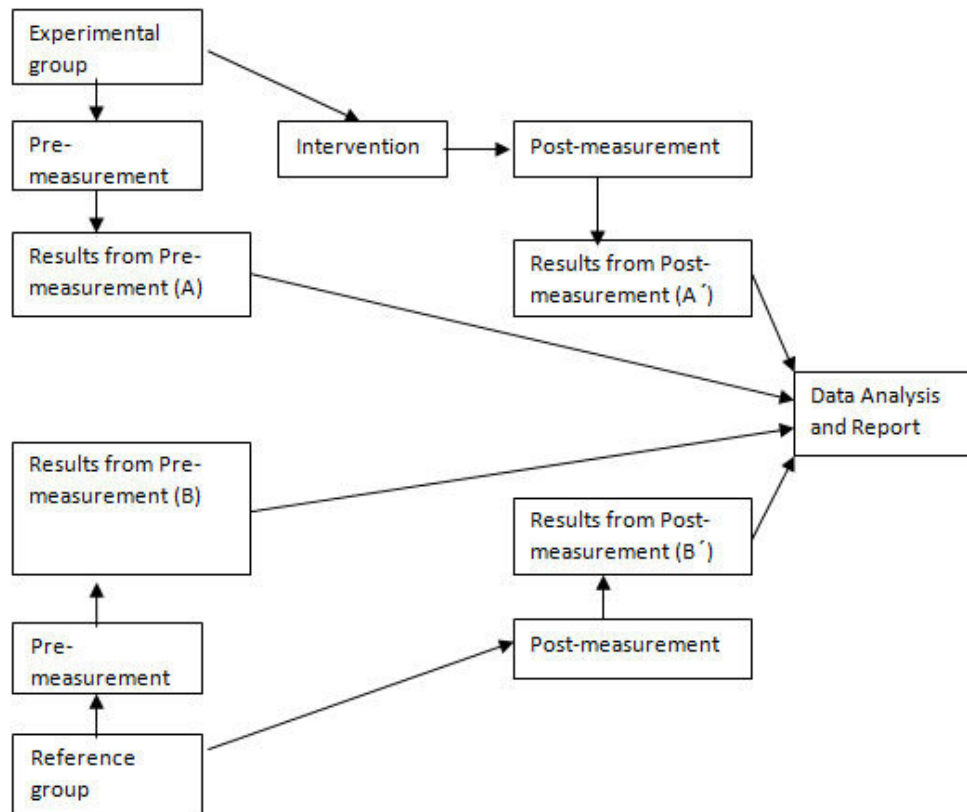 Experimental
group
Pre-
measurement
Intervention
Post-measurement
Results from Pre-
measurement (A)
Results from Post-
measurement (A´)
Data Analysis
and Report
Results from Pre-
measurement (B)
Results from Post-
measurement (B´)
Pre-
measurement
Post-measurement
Reference
group